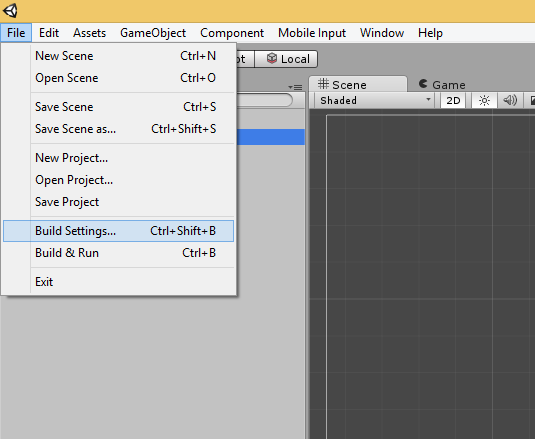 File Edit Assets GameObject Component Mobile Input Window Help
New Scene Ctrl+N
Open Scene Ctrl+O
Save Scene Ctrl+S
Save Scene as... Ctrl+Shift+S
New Project...
Open Project...
Save Project
Build Settings... Ctrl+Shift+B
Build & Run Ctrl+B
Exit
Local
Scene Game
Shaded 2D